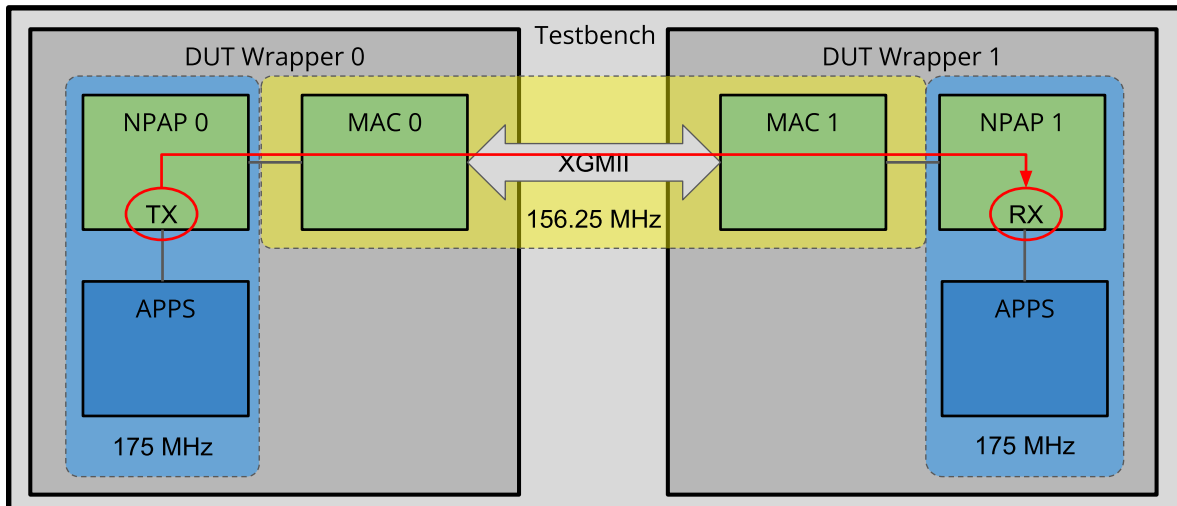 Testbench
DUT Wrapper 0
DUT Wrapper 1
NPAP 0
MAC 0
MAC 1
NPAP 1
XGMII
TX
156.25 MHz
RX
APPS
APPS
175 MHz
175 MHz